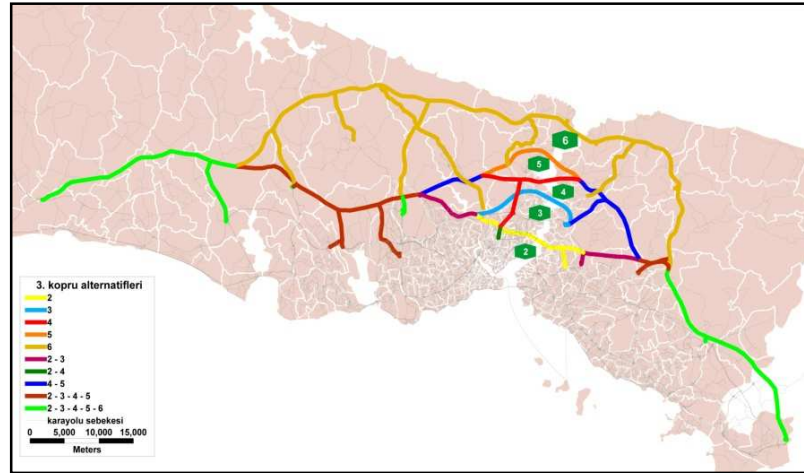 6
5
4
3
2
3. kopru alternatifleri
2
3
4
5
6
2 - 3
2 - 4
4 - 5
2 - 3 - 4 - 5
2 - 3 - 4 - 5 - 6
karayolu sebekesi
0 5,000 10,000 15,000
Meters